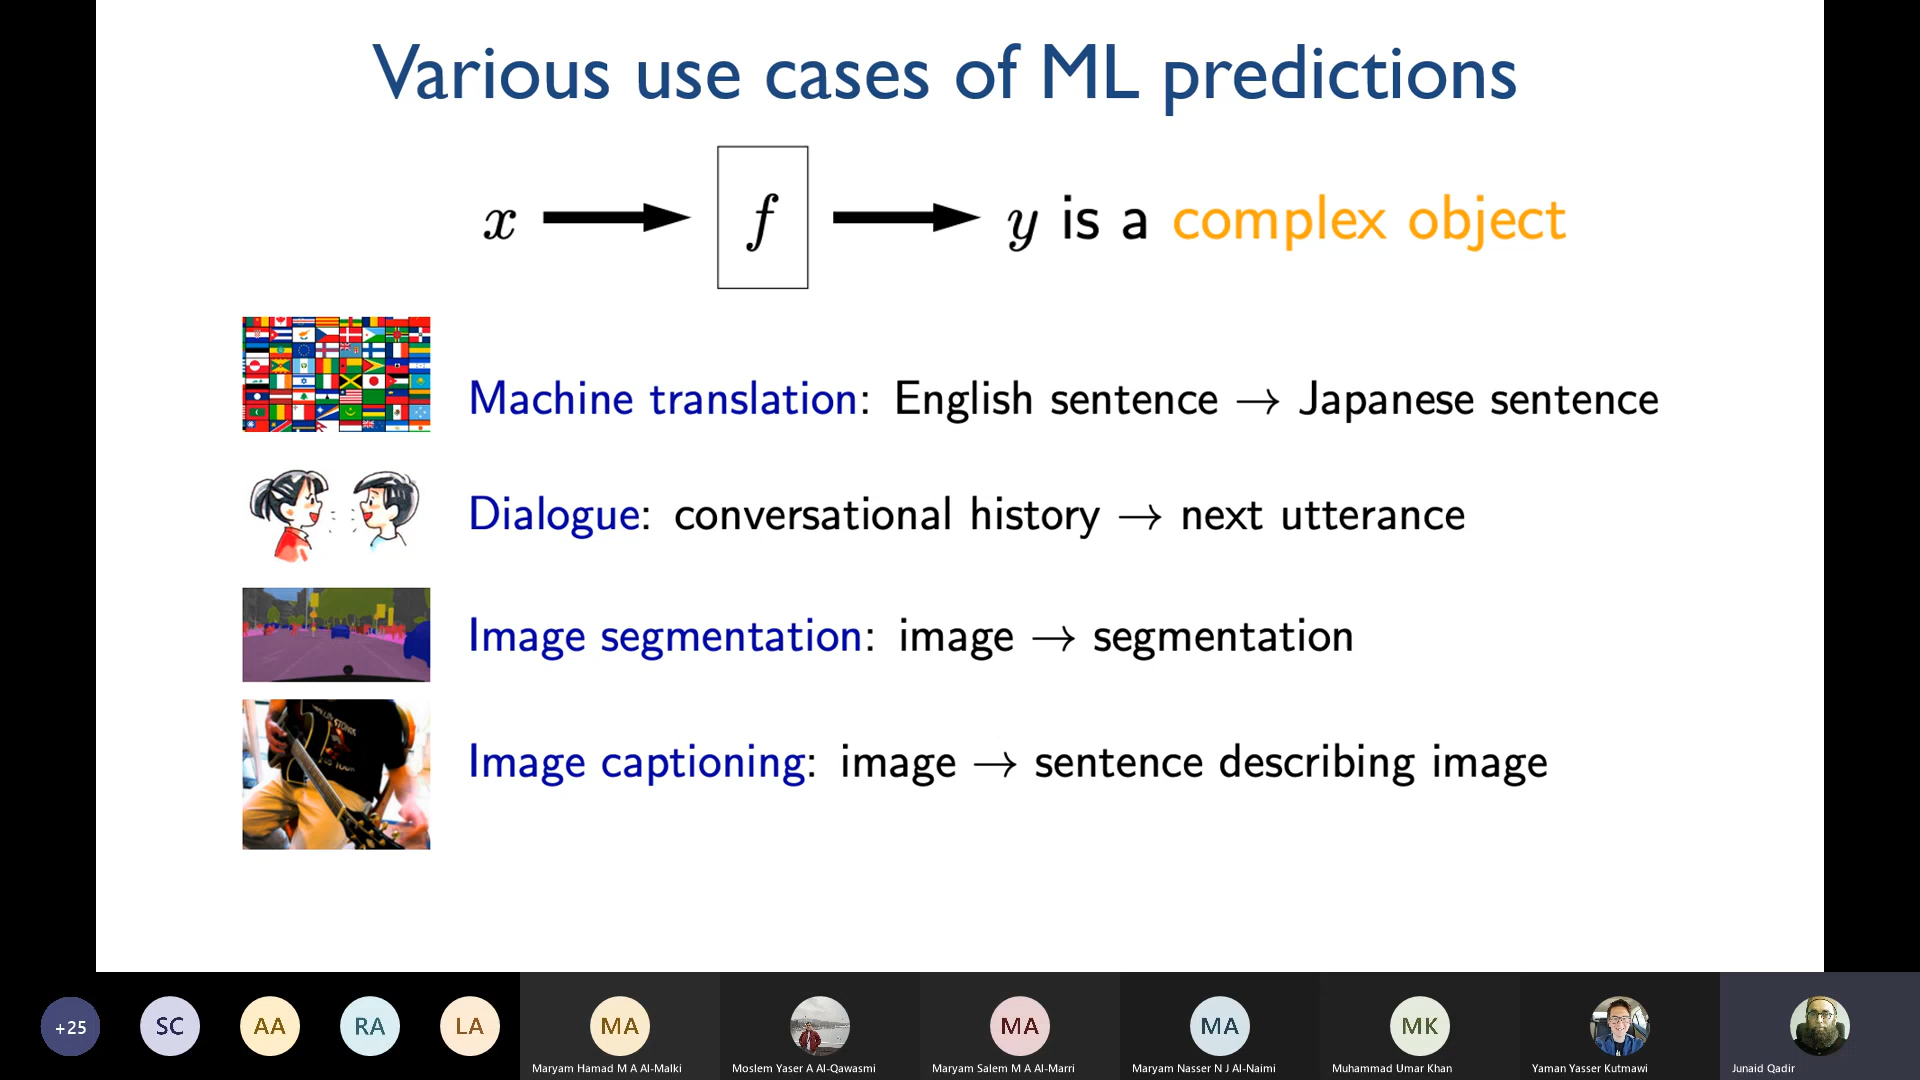 Various use cases of ML predictions
x → f → y is a complex object
Machine translation: English sentence → Japanese sentence
Dialogue: conversational history → next utterance
Image segmentation: image → segmentation
Image captioning: image → sentence describing image
+25
SC
AA
RA
LA
MA
MA
MA
MK
Maryam Hamad M A Al-Malki
Moslem Yaser A Al-Qawasmi
Maryam Salem M A Al-Marri
Maryam Nasser N J Al-Naimi
Muhammad Umar Khan
Yaman Yasser Kutmawi
Junaid Qadir